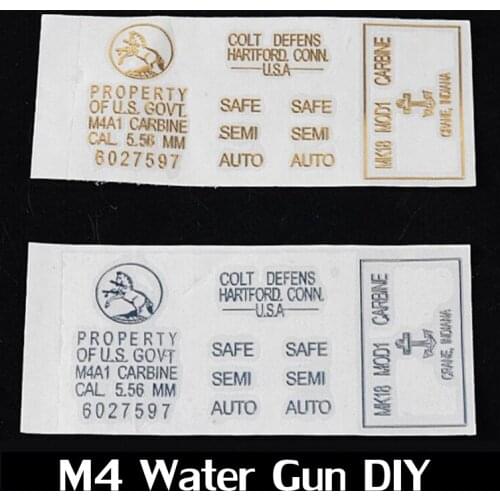 PROPERTY
OF U.S. GOVT.
M4A1 CARBINE
CAL. 5.56 MM
6027597
COLT DEFENS
HARTFORD. CONN.
U.S.A
SAFE SAFE
SEMI SEMI
AUTO AUTO
MK18 MOD1 CARBINE
CRANE, INDIANA
PROPERTY
OF U.S. GOVT
M4A1 CARBINE
CAL. 5.56 MM
6027597
COLT DEFENS
HARTFORD. CONN.
U.S.A
SAFE SAFE
SEMI SEMI
AUTO AUTO
MK18 MOD1 CARBINE
CRANE, INDIANA
M4 Water Gun DIY